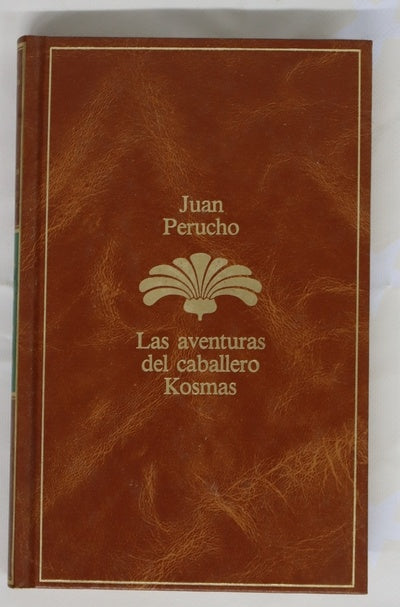 Juan
Perucho
Las aventuras
del caballero
Kosmas